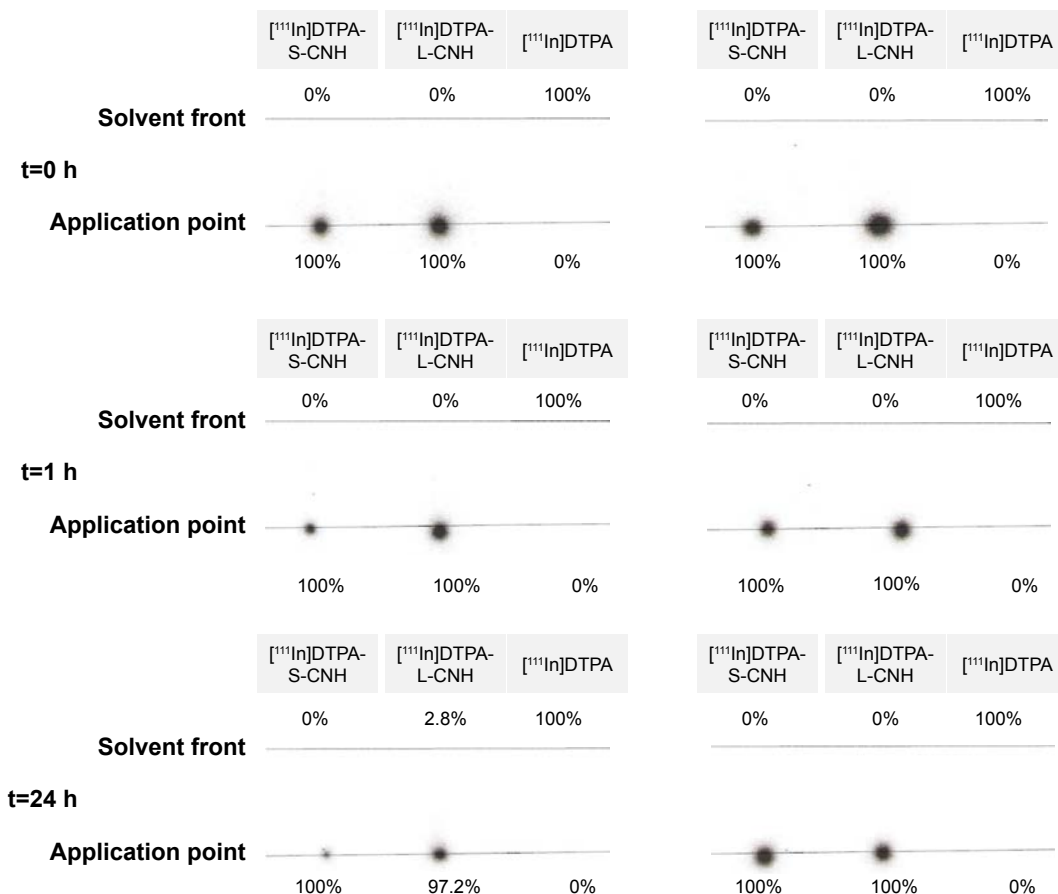 [¹¹¹In]DTPA-S-CNH [¹¹¹In]DTPA-L-CNH [¹¹¹In]DTPA [¹¹¹In]DTPA-S-CNH [¹¹¹In]DTPA-L-CNH [¹¹¹In]DTPA
0% 0% 100% 0% 0% 100%
Solvent front
t=0 h
Application point
100% 100% 0% 100% 100% 0%
[¹¹¹In]DTPA-S-CNH [¹¹¹In]DTPA-L-CNH [¹¹¹In]DTPA [¹¹¹In]DTPA-S-CNH [¹¹¹In]DTPA-L-CNH [¹¹¹In]DTPA
0% 0% 100% 0% 0% 100%
Solvent front
t=1 h
Application point
100% 100% 0% 100% 100% 0%
[¹¹¹In]DTPA-S-CNH [¹¹¹In]DTPA-L-CNH [¹¹¹In]DTPA [¹¹¹In]DTPA-S-CNH [¹¹¹In]DTPA-L-CNH [¹¹¹In]DTPA
0% 2.8% 100% 0% 0% 100%
Solvent front
t=24 h
Application point
100% 97.2% 0% 100% 100% 0%